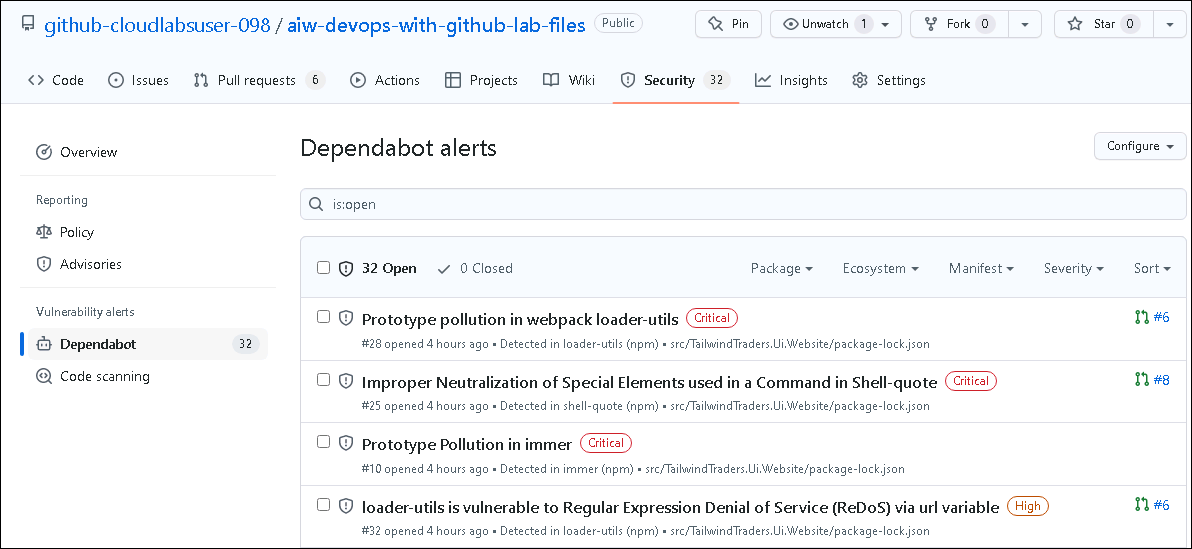 github-cloudlabsuser-098 / aiw-devops-with-github-lab-files Public Pin Unwatch 1 Fork 0 Star 0
Code Issues Pull requests 6 Actions Projects Wiki Security 32 Insights Settings
Overview
Reporting
Policy
Advisories
Vulnerability alerts
Dependabot 32
Code scanning
Dependabot alerts Configure
is:open
32 Open 0 Closed Package Ecosystem Manifest Severity Sort
Prototype pollution in webpack loader-utils Critical #6
#28 opened 4 hours ago • Detected in loader-utils (npm) • src/TailwindTraders.Ui.Website/package-lock.json
Improper Neutralization of Special Elements used in a Command in Shell-quote Critical #8
#25 opened 4 hours ago • Detected in shell-quote (npm) • src/TailwindTraders.Ui.Website/package-lock.json
Prototype Pollution in immer Critical
#10 opened 4 hours ago • Detected in immer (npm) • src/TailwindTraders.Ui.Website/package-lock.json
loader-utils is vulnerable to Regular Expression Denial of Service (ReDoS) via url variable High #6
#32 opened 4 hours ago • Detected in loader-utils (npm) • src/TailwindTraders.Ui.Website/package-lock.json